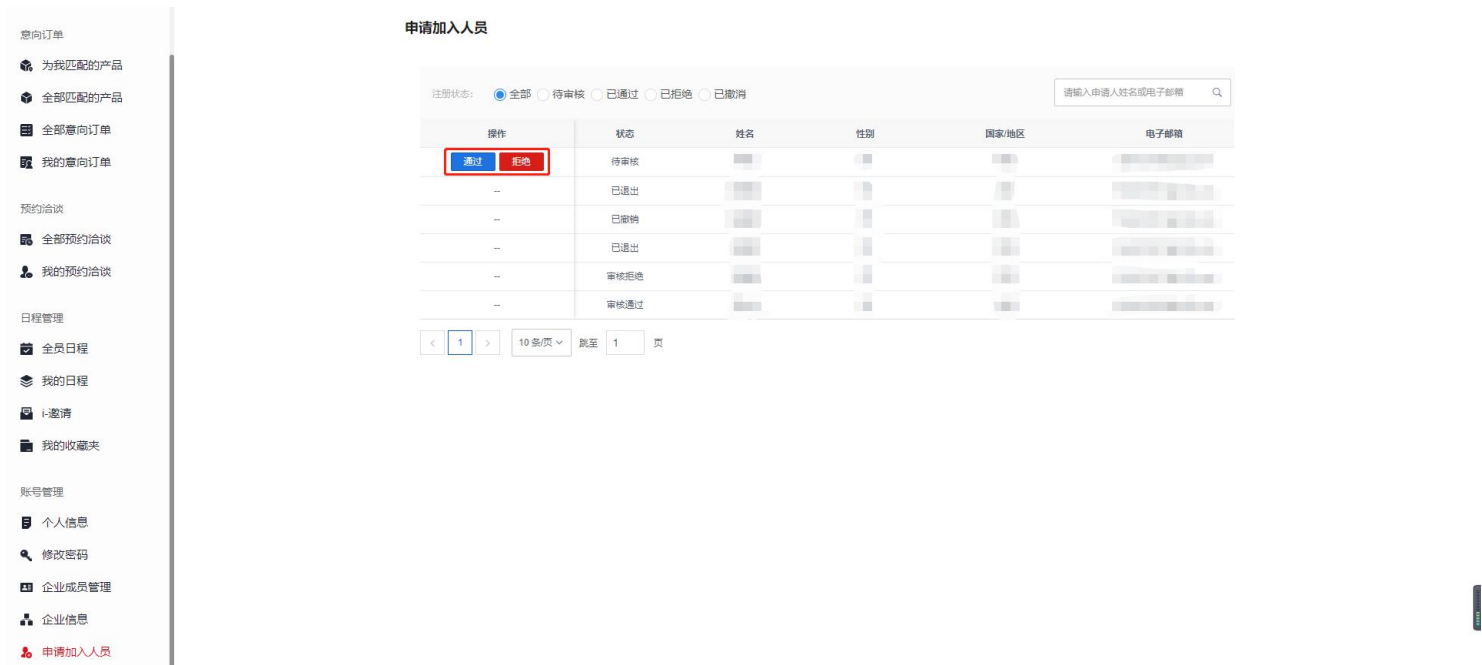 意向订单
为我匹配的产品
全部匹配的产品
全部意向订单
我的意向订单
预约洽谈
全部预约洽谈
我的预约洽谈
日程管理
全员日程
我的日程
i-邀请
我的收藏夹
账号管理
个人信息
修改密码
企业成员管理
企业信息
申请加入人员
申请加入人员
注册状态: 全部 待审核 已通过 已拒绝 已撤消 请输入申请人姓名或电子邮箱
操作 状态 姓名 性别 国家/地区 电子邮箱
通过 拒绝 待审核
-- 已退出
-- 已撤销
-- 已退出
-- 审核拒绝
-- 审核通过
< 1 > 10 条/页 跳至 1 页